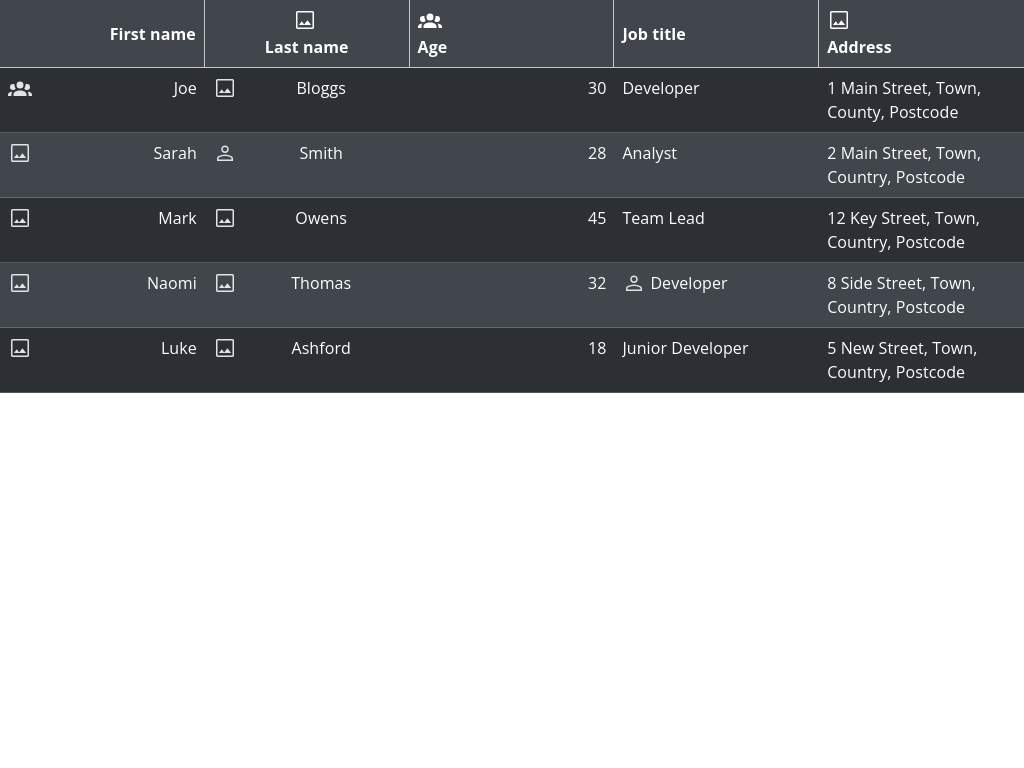 First name Last name Age Job title Address
Joe Bloggs 30 Developer 1 Main Street, Town,
County, Postcode
Sarah Smith 28 Analyst 2 Main Street, Town,
Country, Postcode
Mark Owens 45 Team Lead 12 Key Street, Town,
Country, Postcode
Naomi Thomas 32 Developer 8 Side Street, Town,
Country, Postcode
Luke Ashford 18 Junior Developer 5 New Street, Town,
Country, Postcode